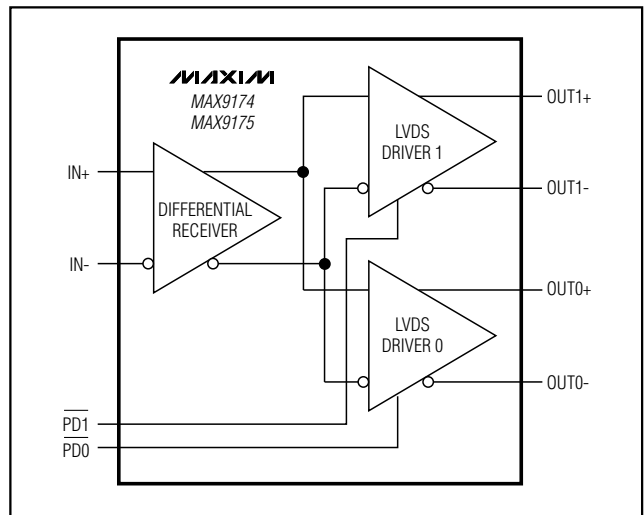 MAXIM
MAX9174
MAX9175
IN+
IN-
DIFFERENTIAL
RECEIVER
LVDS
DRIVER 1
OUT1+
OUT1-
LVDS
DRIVER 0
OUT0+
OUT0-
PD1
PD0